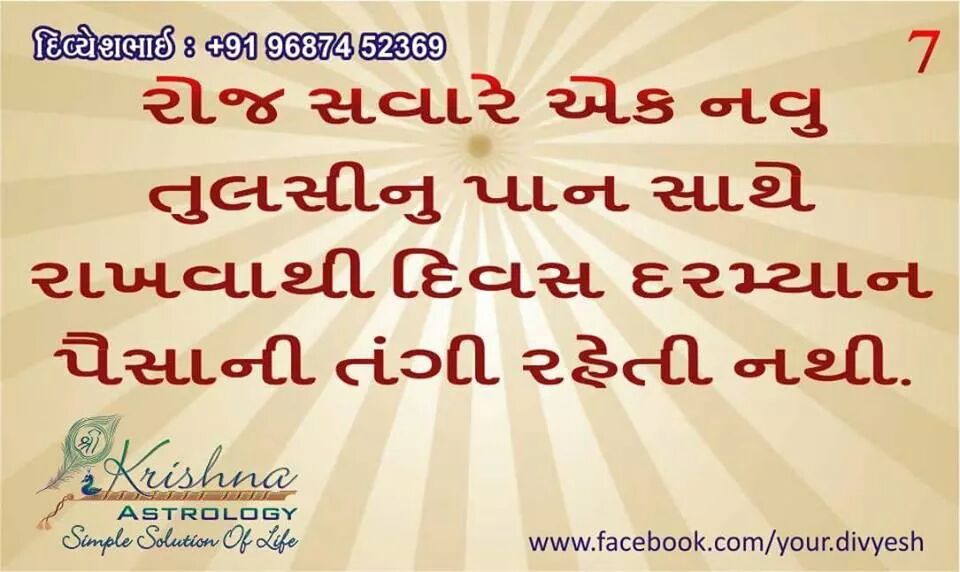 દિવ્યેશભાઇ : +91 96874 52369
7
રોજ સવારે એક નવુ
તુલસીનુ પાન સાથે
રાખવાથી દિવસ દરમ્યાન
પૈસાની તંગી રહેતી નથી.
શ્રી
Krishna
ASTROLOGY
Simple Solution Of Life
www.facebook.com/your.divyesh